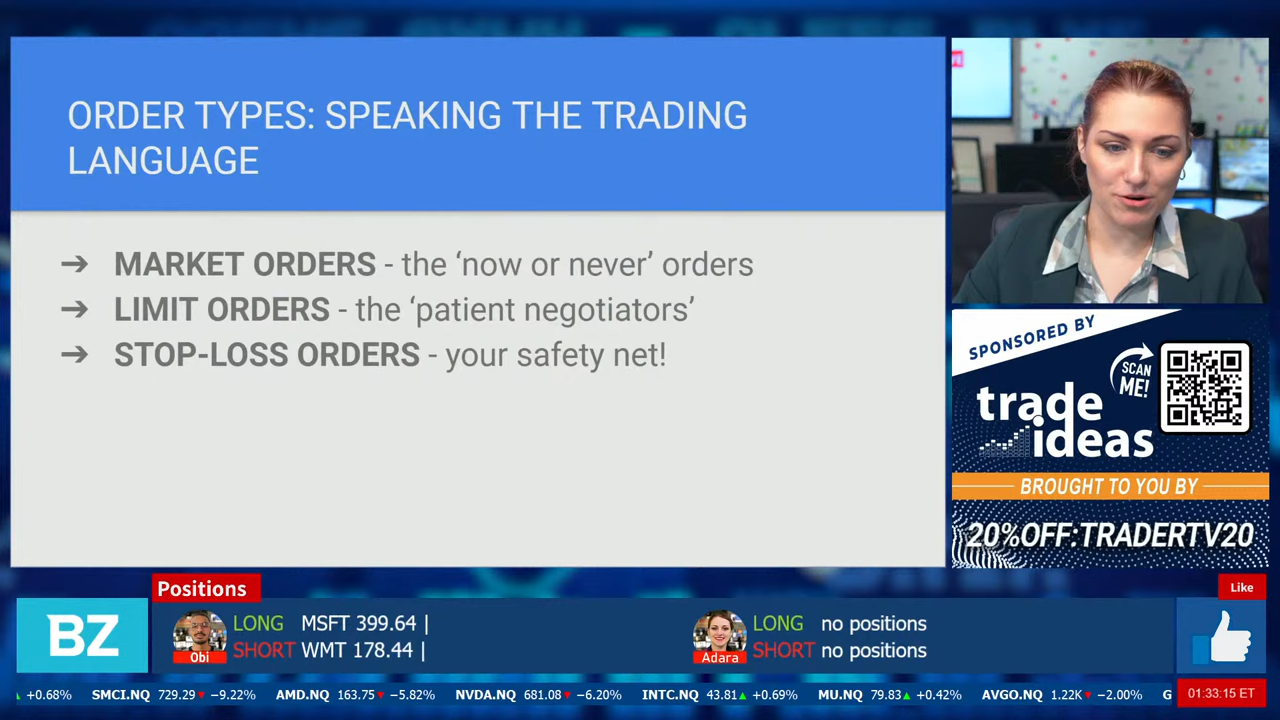 ORDER TYPES: SPEAKING THE TRADING
LANGUAGE
➔ MARKET ORDERS - the ‘now or never’ orders
➔ LIMIT ORDERS - the ‘patient negotiators’
➔ STOP-LOSS ORDERS - your safety net!
SPONSORED BY
SCAN
ME!
trade
ideas
BROUGHT TO YOU BY
20%OFF:TRADERTV20
Positions
Like
BZ
Obi
LONG MSFT 399.64 |
SHORT WMT 178.44 |
Adara
LONG no positions
SHORT no positions
▲ +0.68% SMCI.NQ 729.29▼ −9.22% AMD.NQ 163.75▼ −5.82% NVDA.NQ 681.08▼ −6.20% INTC.NQ 43.81▲ +0.69% MU.NQ 79.83▲ +0.42% AVGO.NQ 1.22K▼ −2.00% G
01:33:15 ET